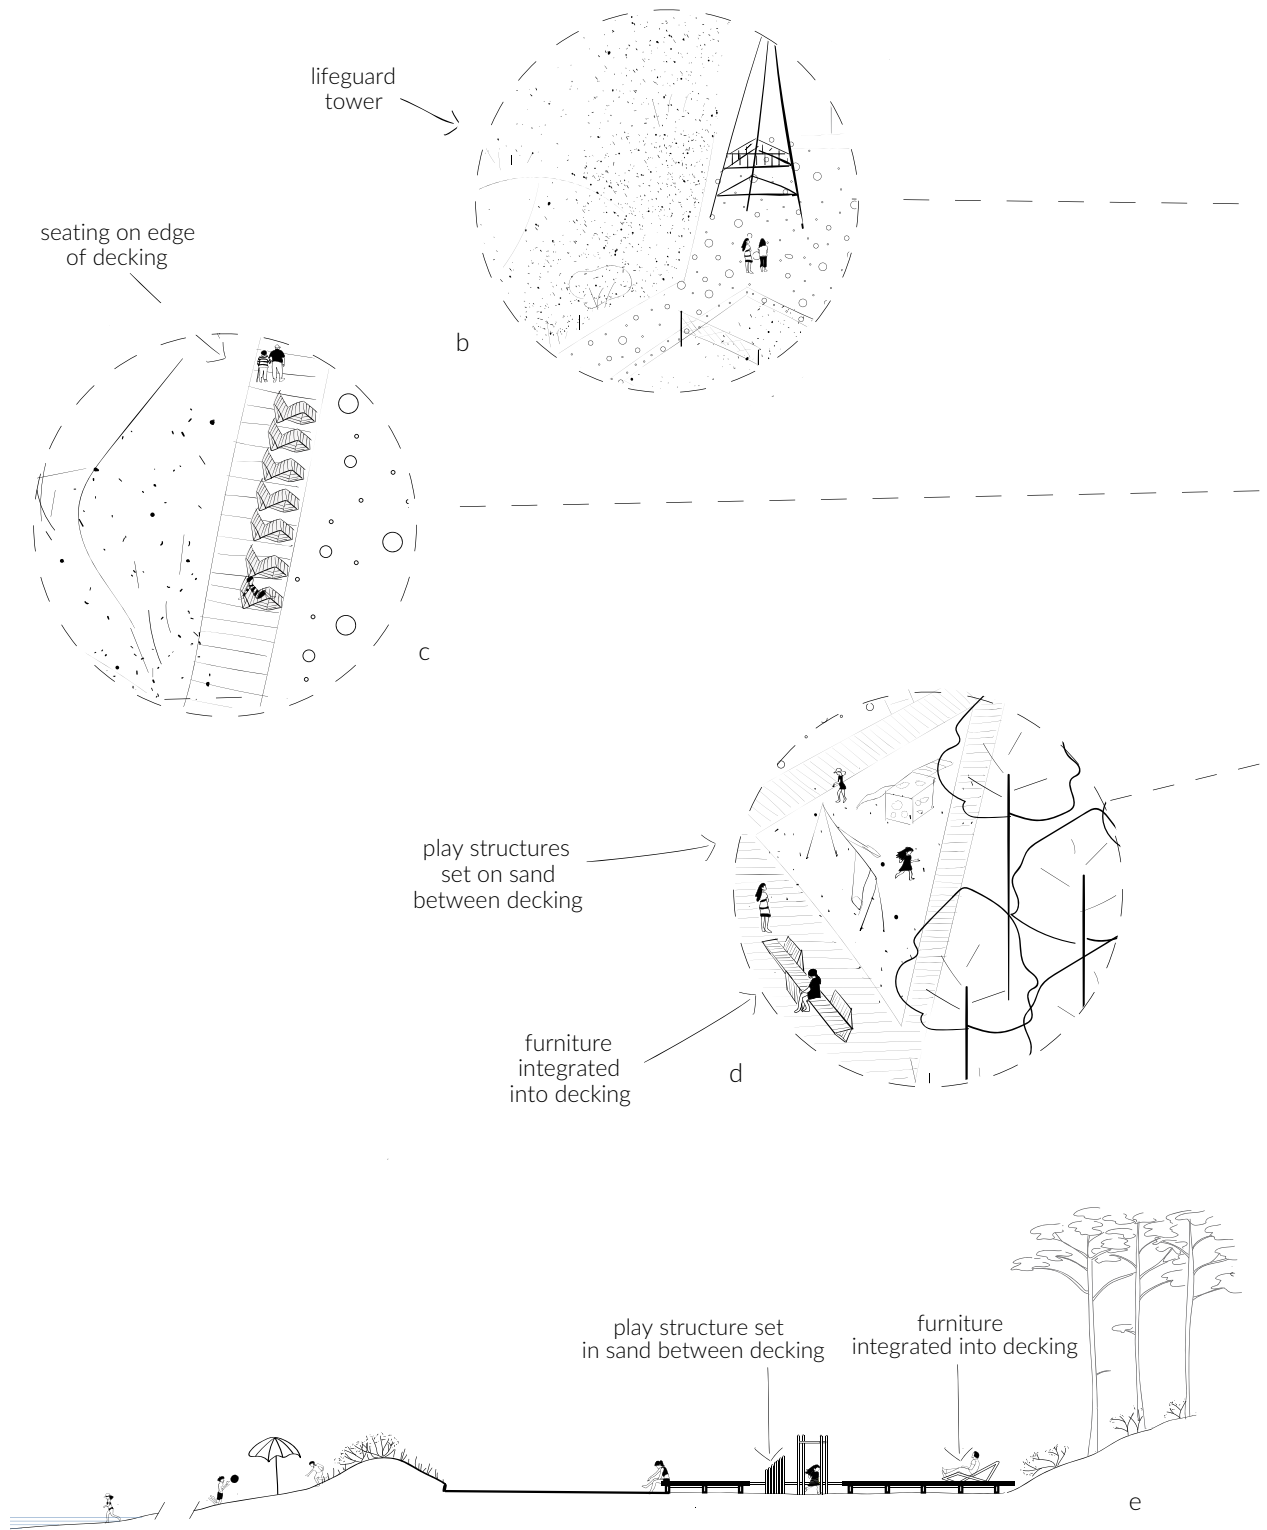 lifeguard
tower
seating on edge
of decking
b
c
play structures
set on sand
between decking
furniture
integrated
into decking
d
play structure set
in sand between decking
furniture
integrated into decking
e